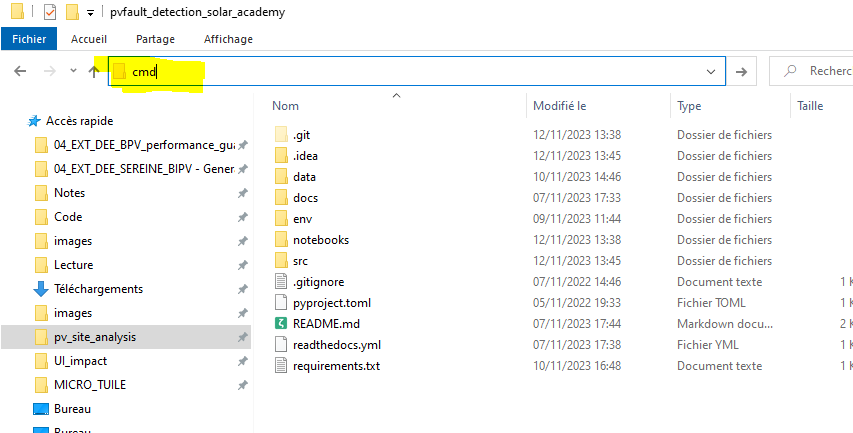 pvfault_detection_solar_academy
Fichier Accueil Partage Affichage
cmd
Recherc
Nom Modifié le Type Taille
Accès rapide
04_EXT_DEE_BPV_performance_gua
04_EXT_DEE_SEREINE_BIPV - Gener
Notes
Code
images
Lecture
Téléchargements
images
pv_site_analysis
UI_impact
MICRO_TUILE
Bureau
Bureau
.git 12/11/2023 13:38 Dossier de fichiers
.idea 12/11/2023 13:45 Dossier de fichiers
data 10/11/2023 14:46 Dossier de fichiers
docs 07/11/2023 17:33 Dossier de fichiers
env 09/11/2023 11:44 Dossier de fichiers
notebooks 12/11/2023 13:38 Dossier de fichiers
src 12/11/2023 13:45 Dossier de fichiers
.gitignore 07/11/2022 14:46 Document texte 1 K
pyproject.toml 05/11/2022 19:33 Fichier TOML 1 K
README.md 07/11/2023 17:44 Markdown docu... 2 K
readthedocs.yml 07/11/2023 17:38 Fichier YML 1 K
requirements.txt 10/11/2023 16:48 Document texte 1 K